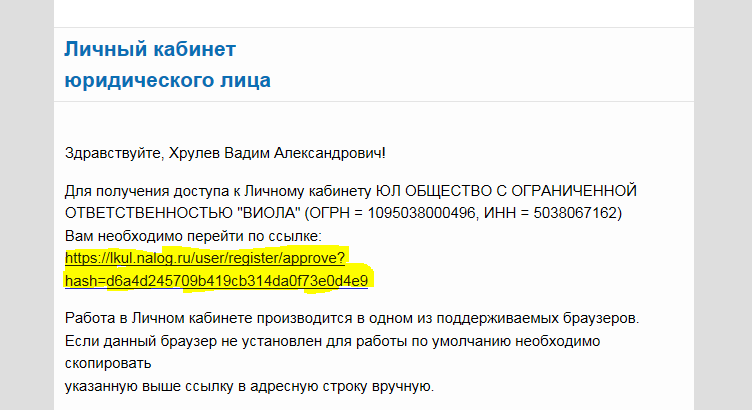 Личный кабинет
юридического лица
Здравствуйте, Хрулев Вадим Александрович!
Для получения доступа к Личному кабинету ЮЛ ОБЩЕСТВО С ОГРАНИЧЕННОЙ
ОТВЕТСТВЕННОСТЬЮ "ВИОЛА" (ОГРН = 1095038000496, ИНН = 5038067162)
Вам необходимо перейти по ссылке:
https://lkul.nalog.ru/user/register/approve?
hash=d6a4d245709b419cb314da0f73e0d4e9
Работа в Личном кабинете производится в одном из поддерживаемых браузеров.
Если данный браузер не установлен для работы по умолчанию необходимо
скопировать
указанную выше ссылку в адресную строку вручную.